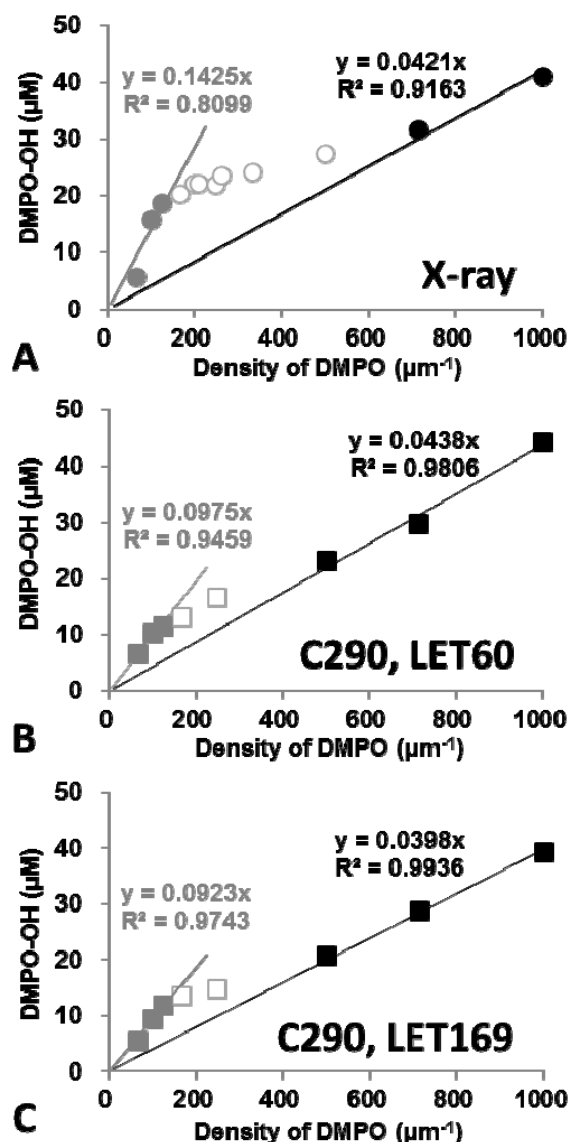 50
40
30
20
10
0
DMPO-OH (µM)
y = 0.1425x
R² = 0.8099
y = 0.0421x
R² = 0.9163
X-ray
0 200 400 600 800 1000
A Density of DMPO (µm⁻¹)
50
40
30
20
10
0
DMPO-OH (µM)
y = 0.0975x
R² = 0.9459
y = 0.0438x
R² = 0.9806
C290, LET60
0 200 400 600 800 1000
B Density of DMPO (µm⁻¹)
50
40
30
20
10
0
DMPO-OH (µM)
y = 0.0923x
R² = 0.9743
y = 0.0398x
R² = 0.9936
C290, LET169
0 200 400 600 800 1000
C Density of DMPO (µm⁻¹)